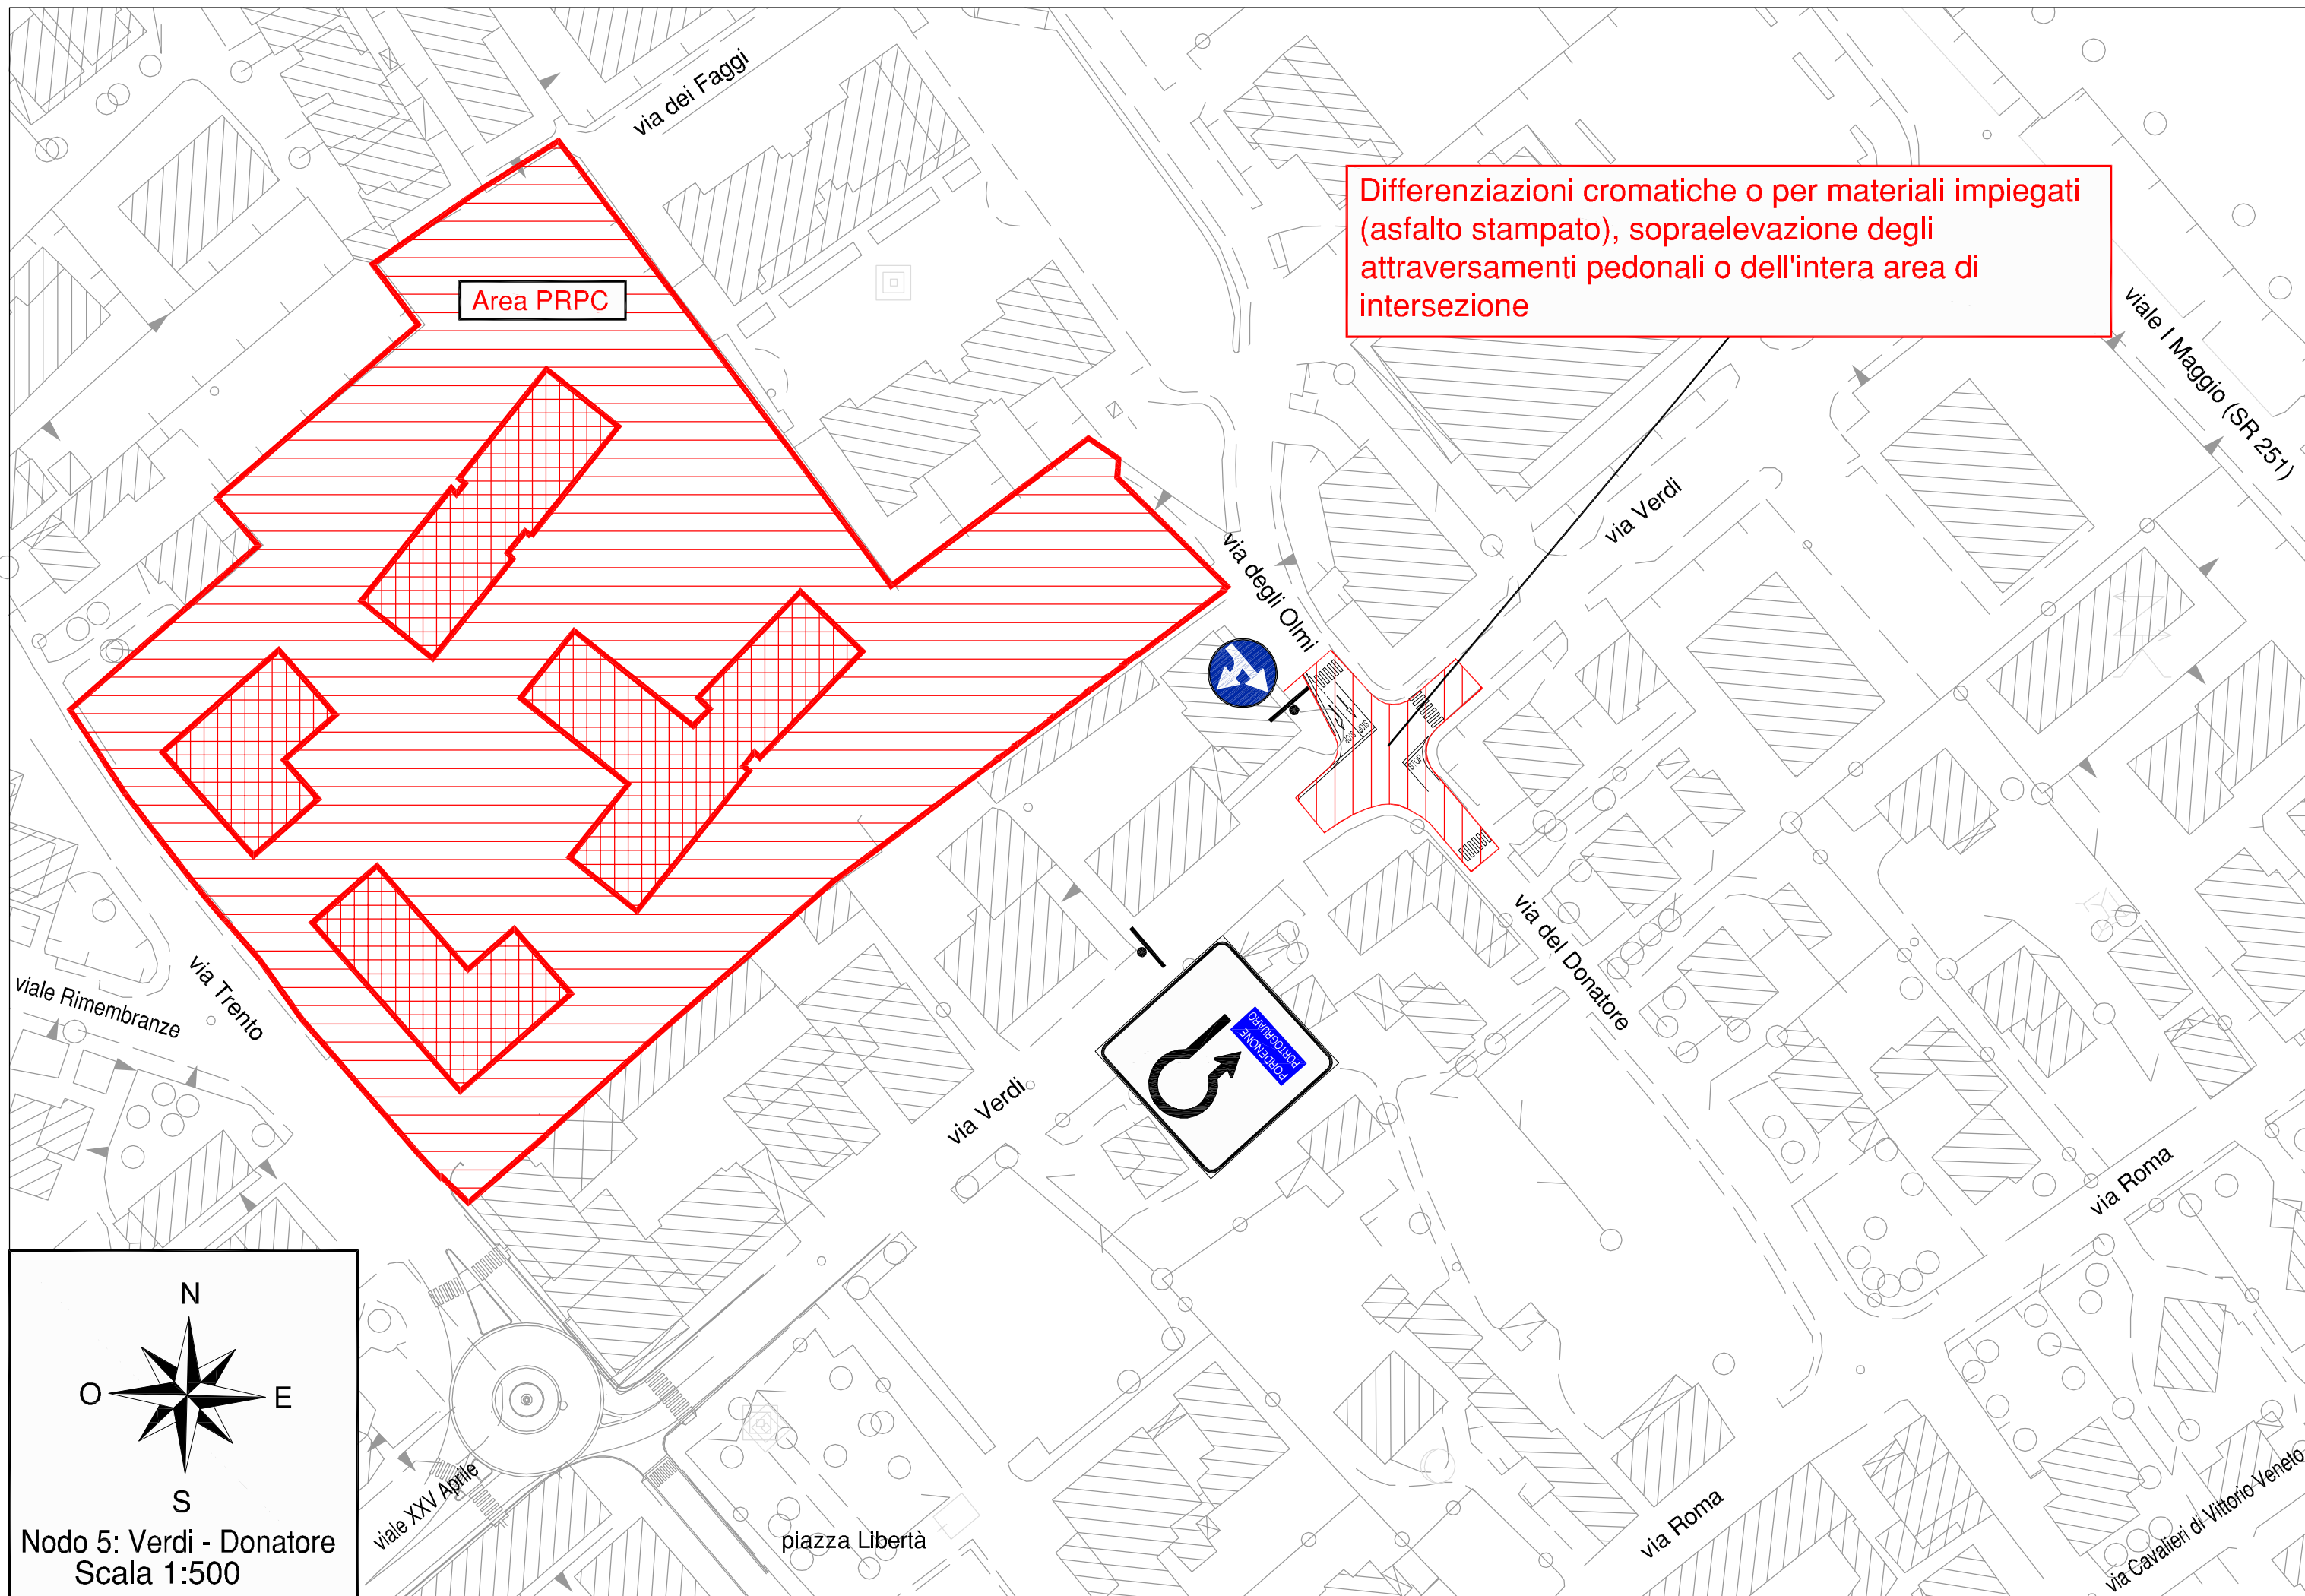 via dei Faggi
Differenziazioni cromatiche o per materiali impiegati
(asfalto stampato), sopraelevazione degli
attraversamenti pedonali o dell'intera area di
intersezione
Area PRPC
viale I Maggio (SR 251)
via Verdi
via degli Olmi
STOP
STOP
STOP
via del Donatore
via Trento
viale Rimembranze
PORDENONE
PORTOGRUARO
via Verdi
via Roma
N
O
E
S
Nodo 5: Verdi - Donatore
Scala 1:500
viale XXV Aprile
piazza Libertà
via Roma
via Cavalieri di Vittorio Veneto